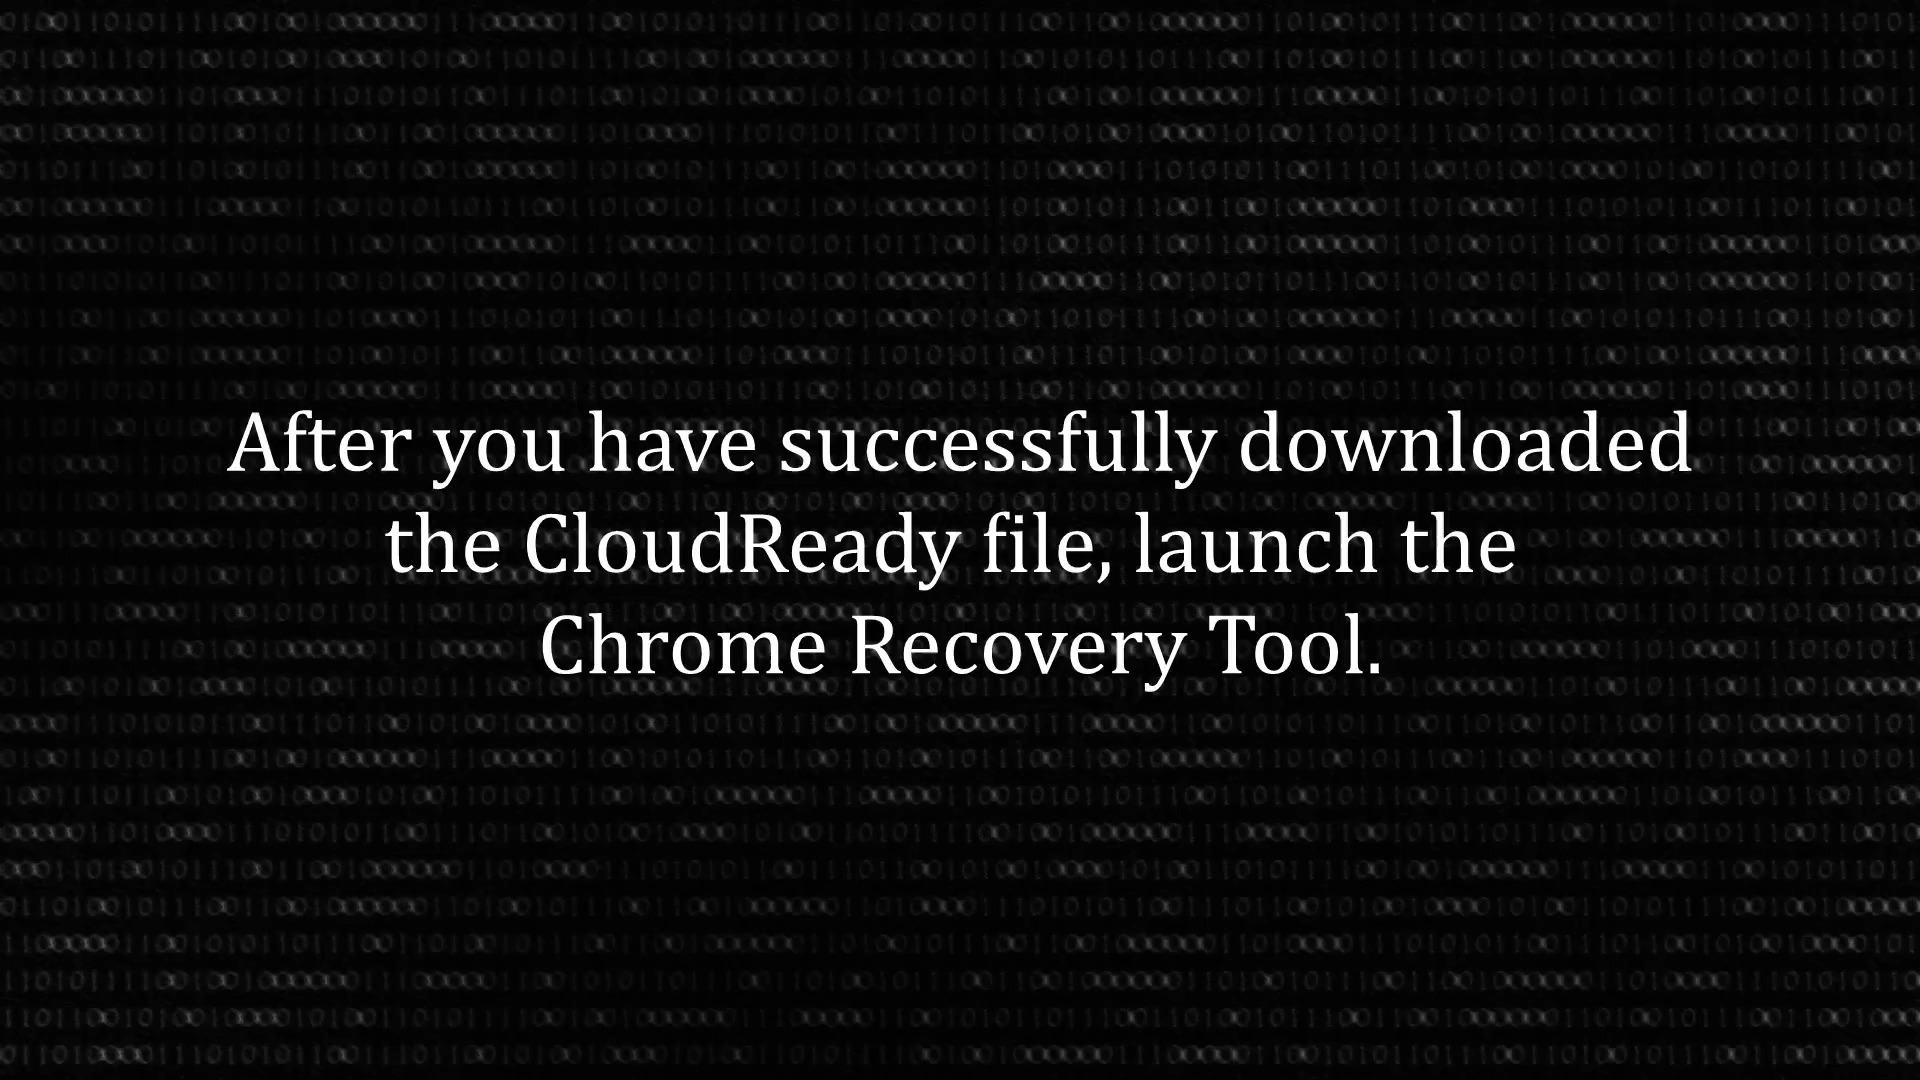 After you have successfully downloaded
the CloudReady file, launch the
Chrome Recovery Tool.